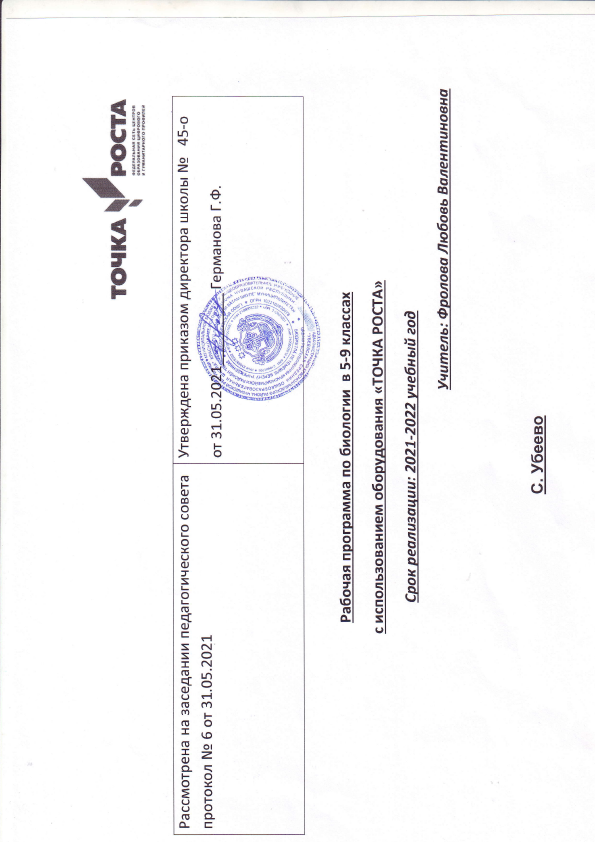 ТОЧКА РОСТА
ФЕДЕРАЛЬНАЯ СЕТЬ ЦЕНТРОВ
ОБРАЗОВАНИЯ ЦИФРОВОГО
И ГУМАНИТАРНОГО ПРОФИЛЕЙ
Рассмотрена на заседании педагогического совета
протокол № 6 от 31.05.2021
Утверждена приказом директора школы № 45-о
от 31.05.2021 Германова Г.Ф.
Рабочая программа по биологии в 5-9 классах
с использованием оборудования «ТОЧКА РОСТА»
Срок реализации: 2021-2022 учебный год
Учитель: Фролова Любовь Валентиновна
С. Убеево